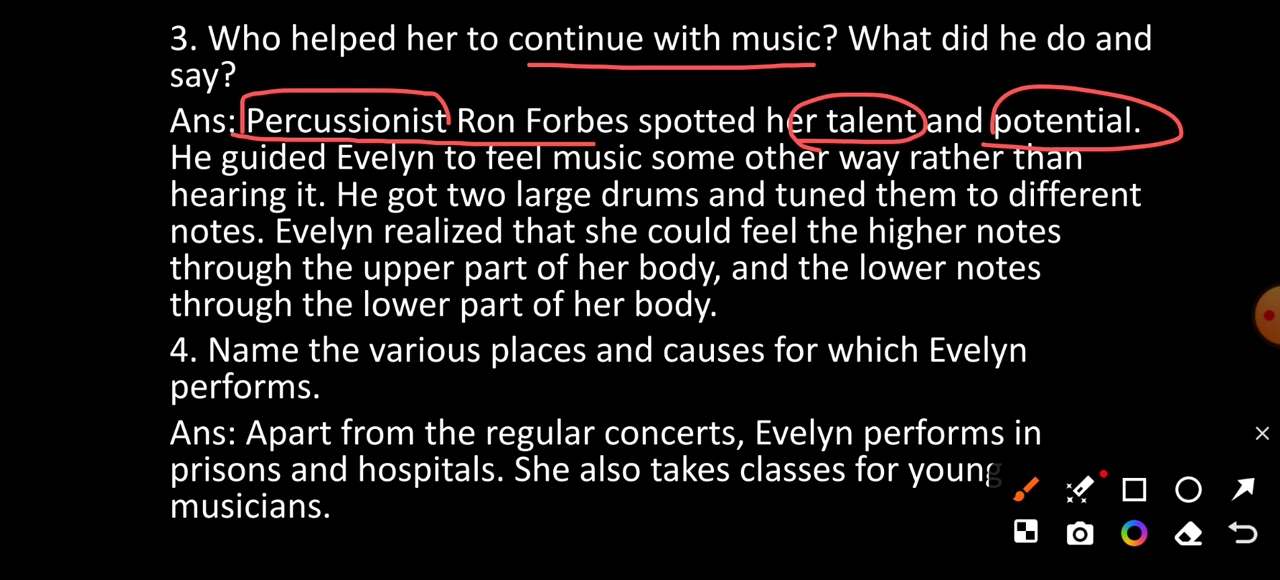 3. Who helped her to continue with music? What did he do and
say?
Ans: Percussionist Ron Forbes spotted her talent and potential.
He guided Evelyn to feel music some other way rather than
hearing it. He got two large drums and tuned them to different
notes. Evelyn realized that she could feel the higher notes
through the upper part of her body, and the lower notes
through the lower part of her body.
4. Name the various places and causes for which Evelyn
performs.
Ans: Apart from the regular concerts, Evelyn performs in
prisons and hospitals. She also takes classes for young
musicians.